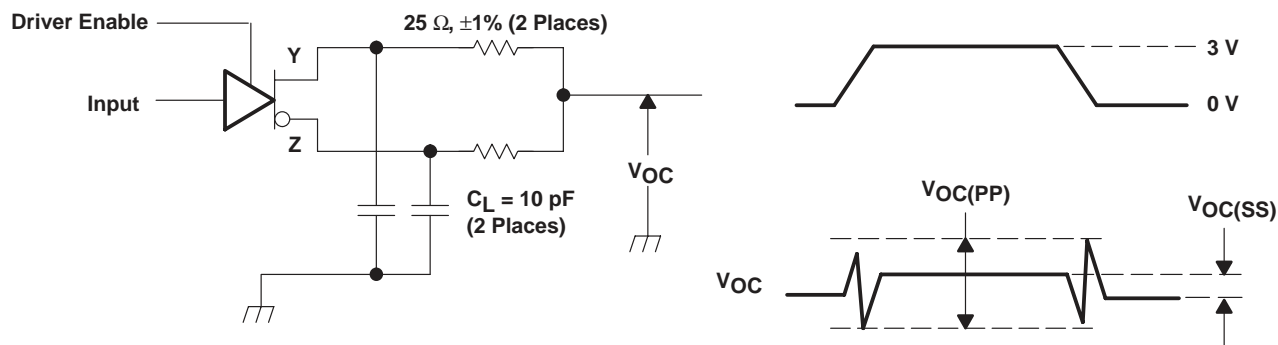 Driver Enable
25 Ω, ±1% (2 Places)
Y
Input
Z
VOC
CL = 10 pF
(2 Places)
3 V
0 V
VOC(PP)
VOC(SS)
VOC